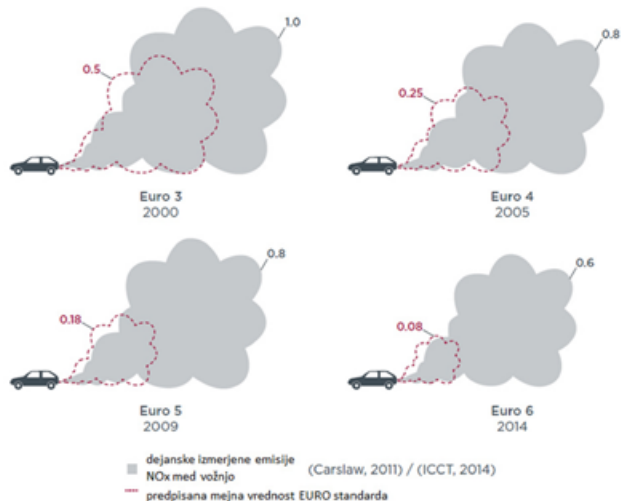 1.0
0.5
Euro 3
2000
0.8
0.25
Euro 4
2005
0.8
0.18
Euro 5
2009
0.6
0.08
Euro 6
2014
dejanske izmerjene emisije
NOx med vožnjo
(Carslaw, 2011) / (ICCT, 2014)
predpisana mejna vrednost EURO standarda